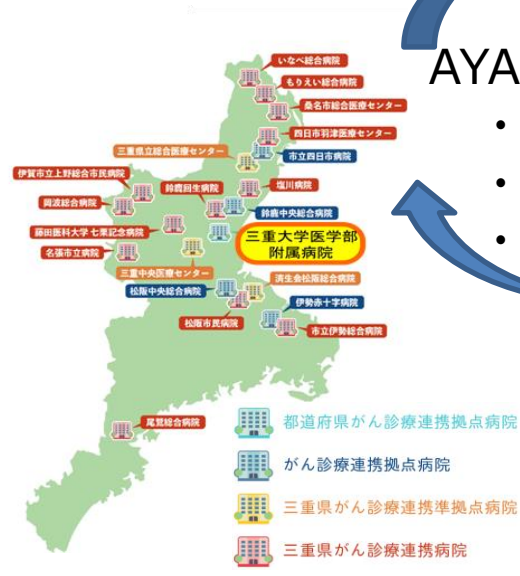 いなべ総合病院
もりえい総合病院
AYA
桑名市総合医療センター
•
四日市羽津医療センター
三重県立総合医療センター
市立四日市病院
伊賀市立上野総合市民病院
鈴鹿回生病院
塩川病院
•
岡波総合病院
鈴鹿中央総合病院
藤田医科大学 七栗記念病院
三重大学医学部
附属病院
•
名張市立病院
三重中央医療センター
済生会松阪総合病院
松阪中央総合病院
伊勢赤十字病院
松阪市民病院
市立伊勢総合病院
尾鷲総合病院
都道府県がん診療連携拠点病院
がん診療連携拠点病院
三重県がん診療連携準拠点病院
三重県がん診療連携病院